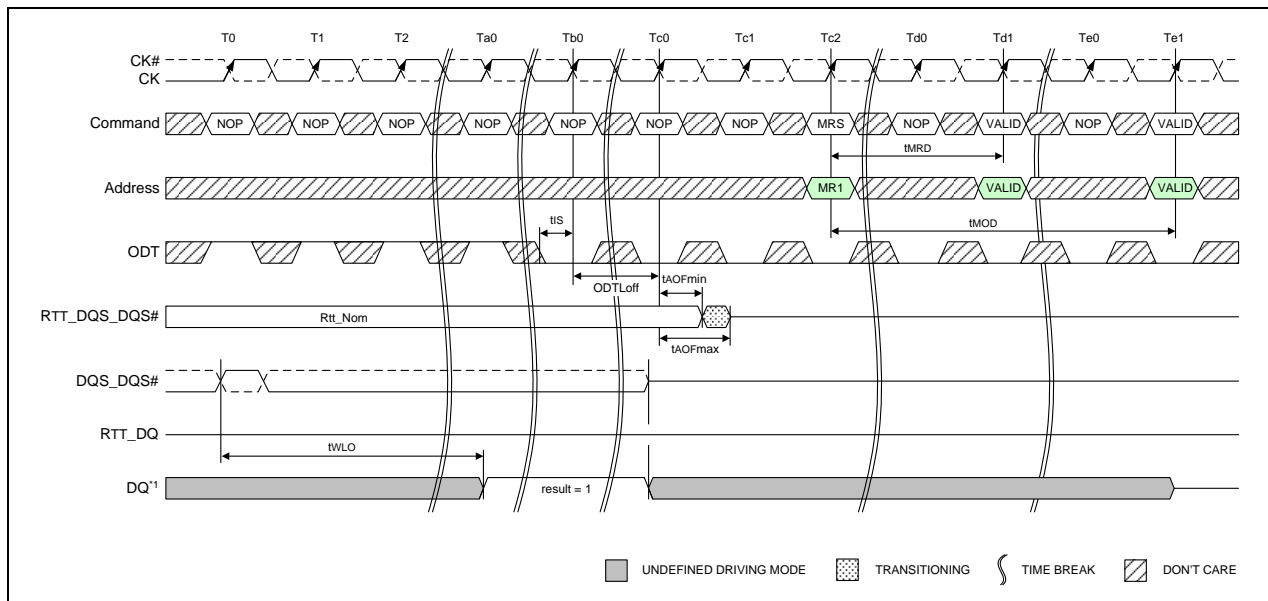 T0 T1 T2 Ta0 Tb0 Tc0 Tc1 Tc2 Td0 Td1 Te0 Te1
CK#
CK
Command NOP NOP NOP NOP NOP NOP NOP MRS NOP VALID NOP VALID
tMRD
Address MR1 VALID VALID
tIS tMOD
ODT
tAOFmin
ODTLoff
RTT_DQS_DQS# Rtt_Nom
tAOFmax
DQS_DQS#
RTT_DQ
tWLO
DQ*1 result = 1
UNDEFINED DRIVING MODE TRANSITIONING TIME BREAK DON'T CARE